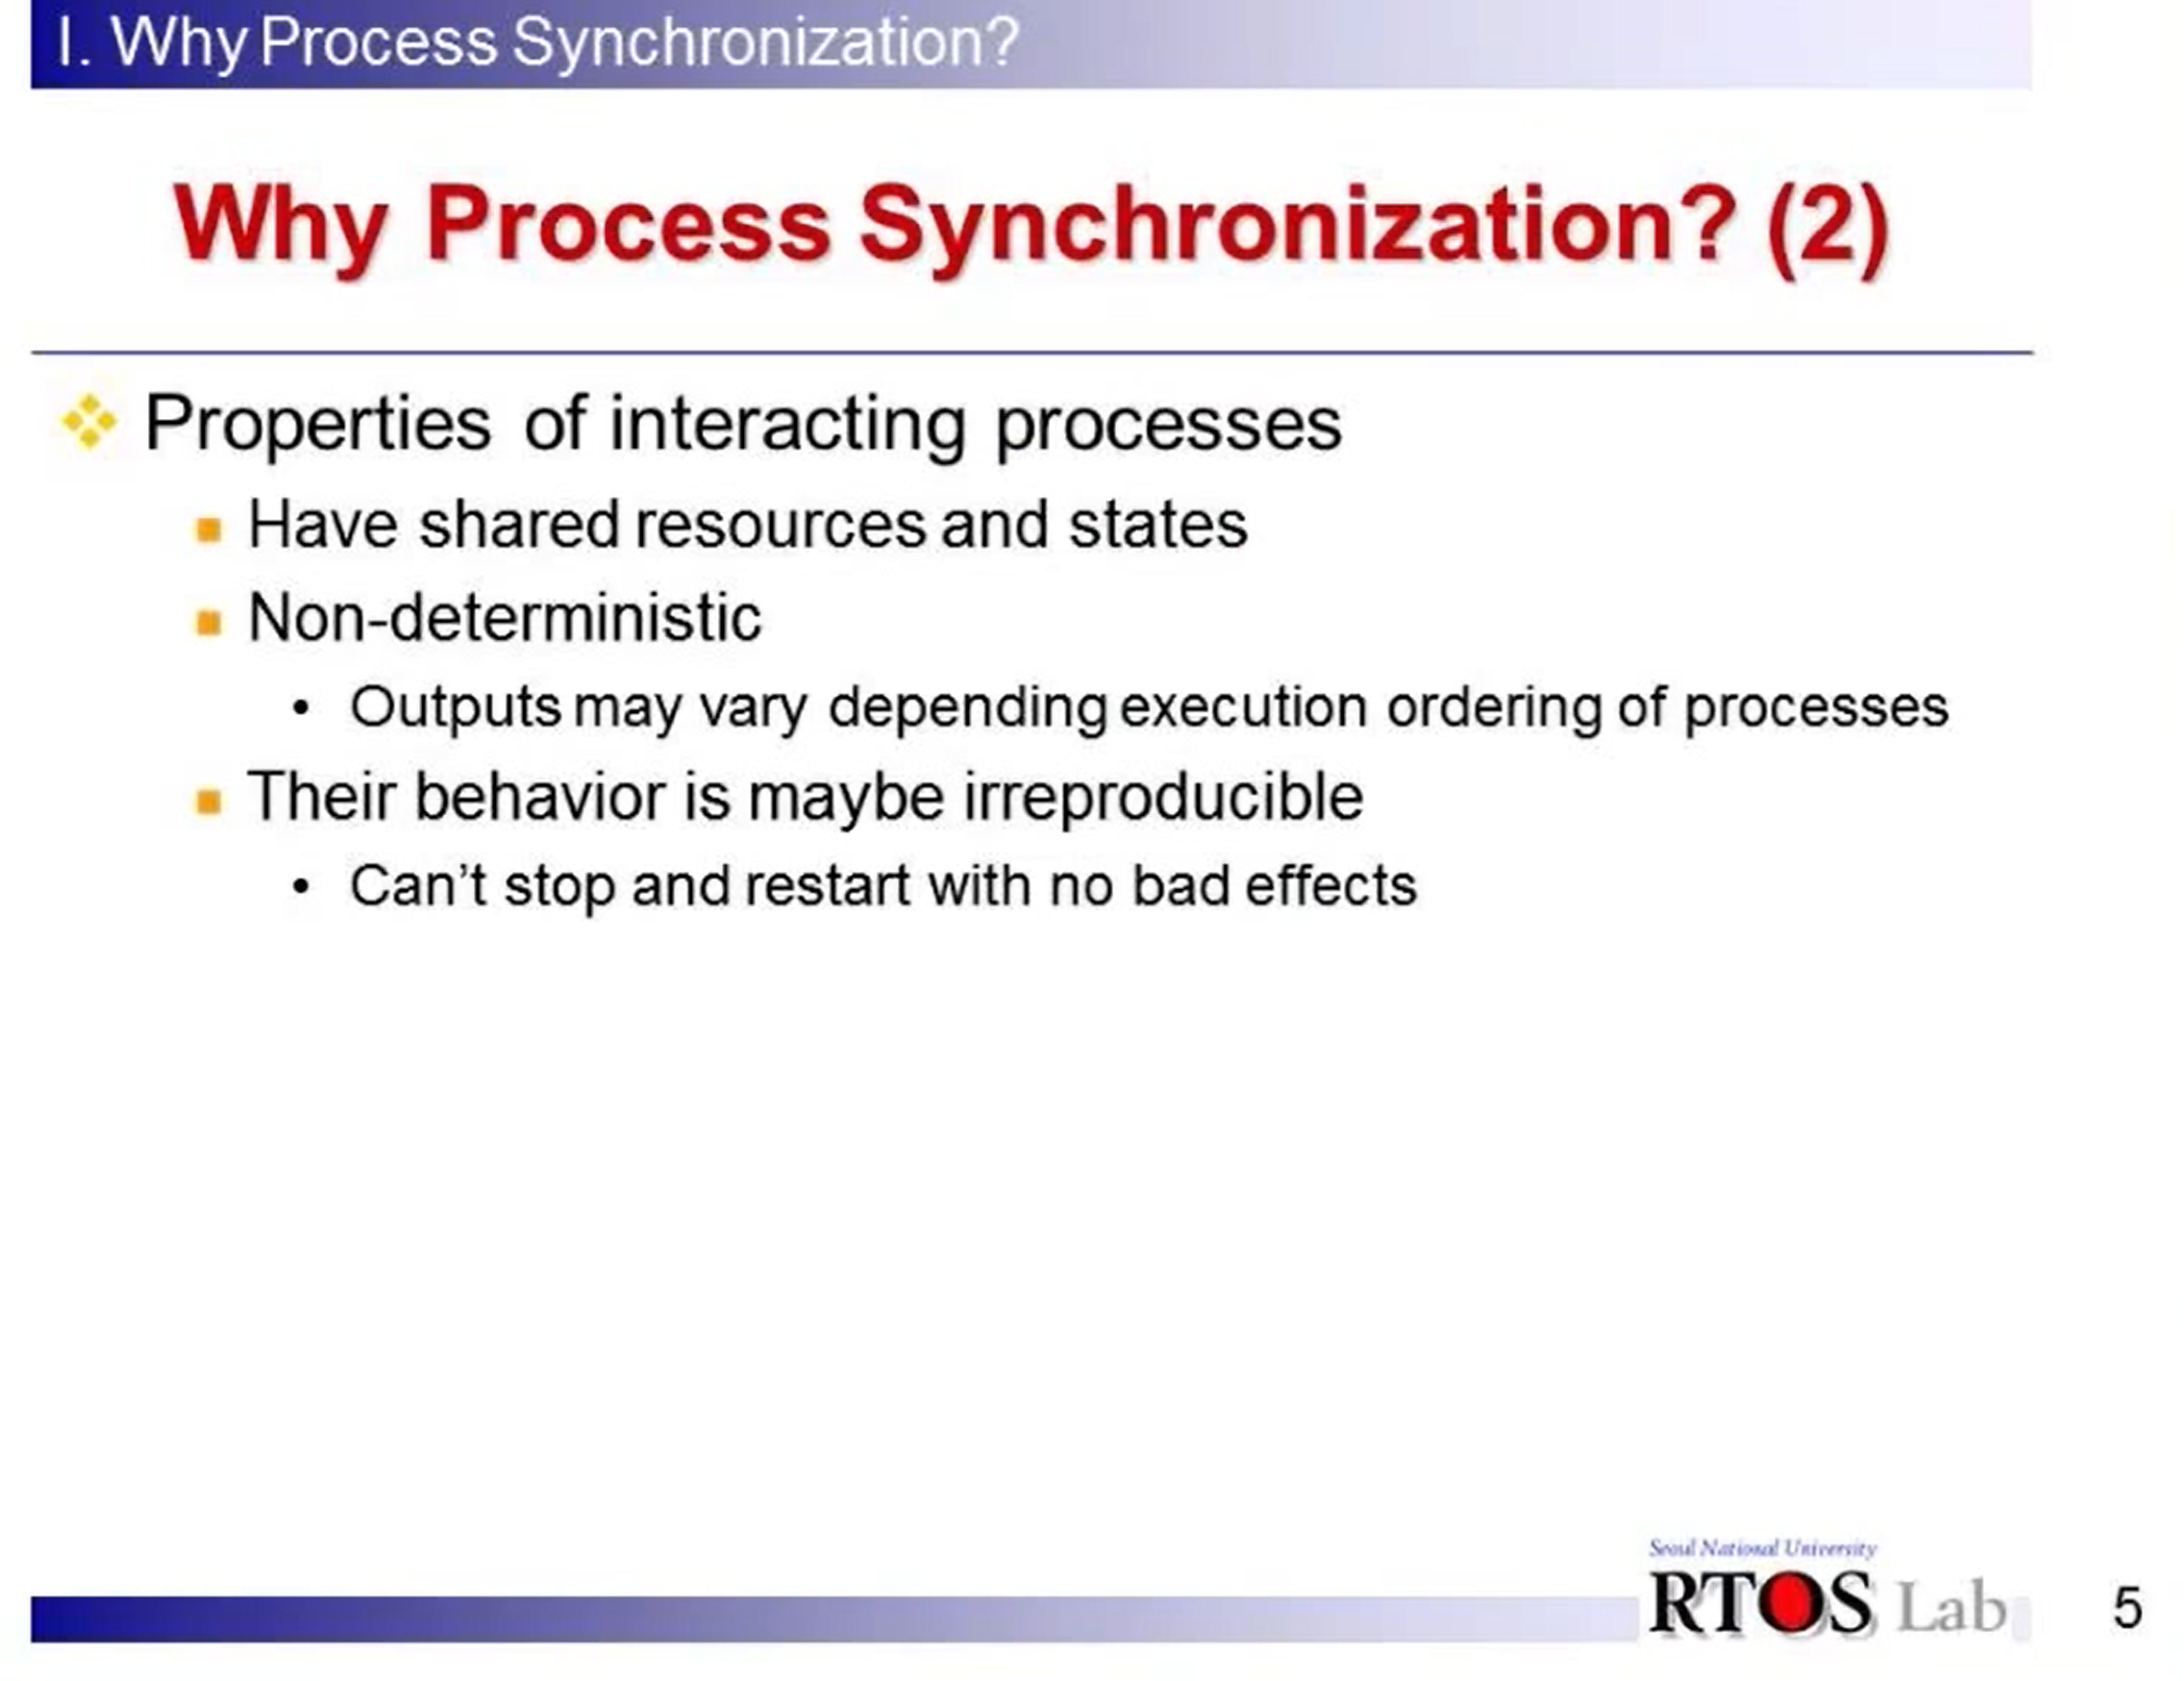 I. Why Process Synchronization?
Why Process Synchronization? (2)
Properties of interacting processes
Have shared resources and states
Non-deterministic
• Outputs may vary depending execution ordering of processes
Their behavior is maybe irreproducible
• Can’t stop and restart with no bad effects
Seoul National University
RTOS Lab
5